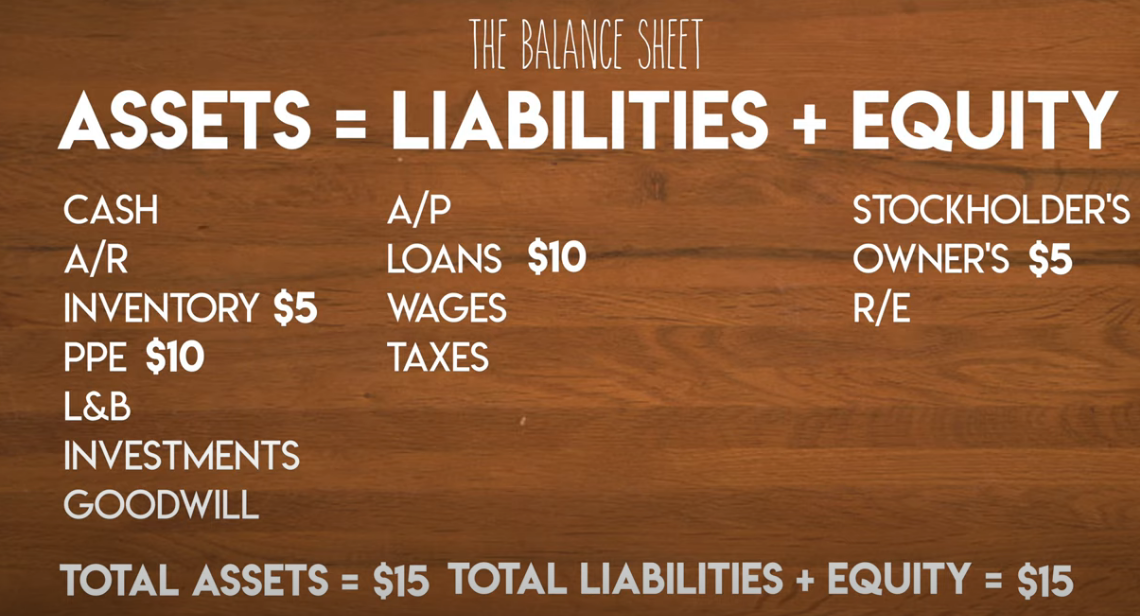 THE BALANCE SHEET
ASSETS = LIABILITIES + EQUITY
CASH
A/R
INVENTORY $5
PPE $10
L&B
INVESTMENTS
GOODWILL
A/P
LOANS $10
WAGES
TAXES
STOCKHOLDER'S
OWNER'S $5
R/E
TOTAL ASSETS = $15
TOTAL LIABILITIES + EQUITY = $15